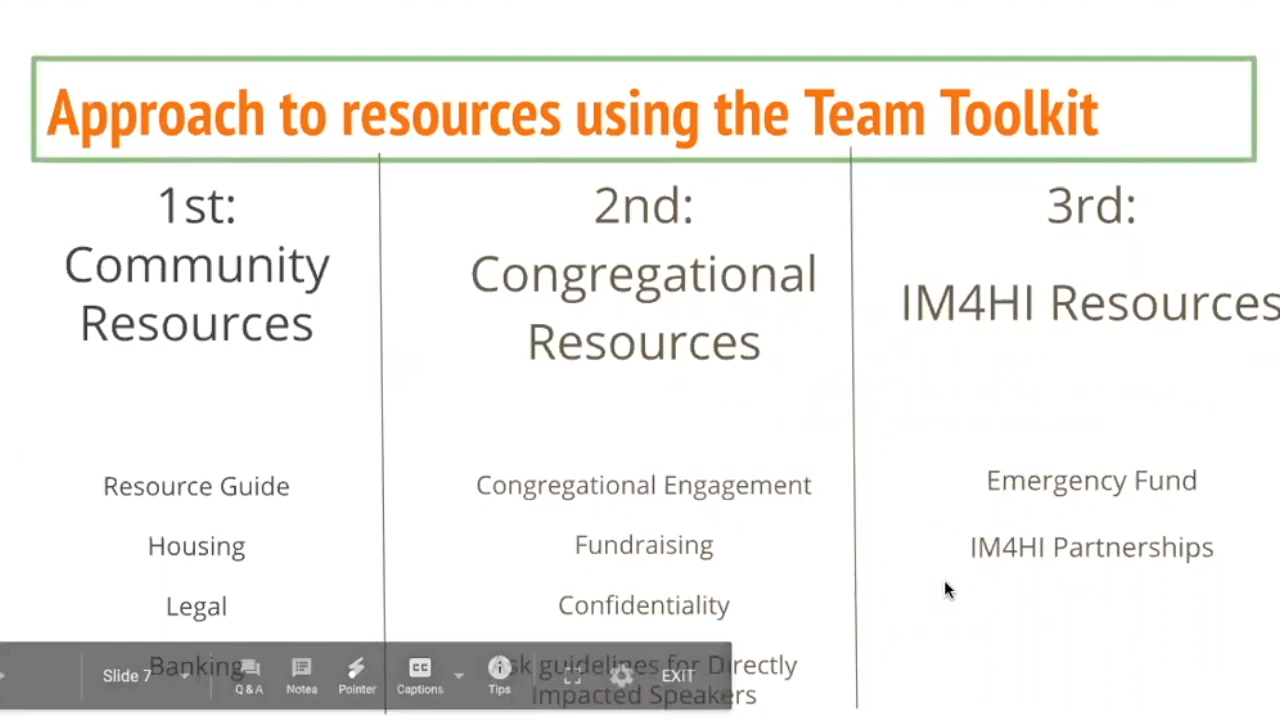 Approach to resources using the Team Toolkit
1st:
Community
Resources
Resource Guide
Housing
Legal
Banking
2nd:
Congregational
Resources
Congregational Engagement
Fundraising
Confidentiality
guidelines for Directly
Impacted Speakers
3rd:
IM4HI Resources
Emergency Fund
IM4HI Partnerships
Slide 7
Q & A
Notes
Pointer
CC
Captions
Tips
EXIT